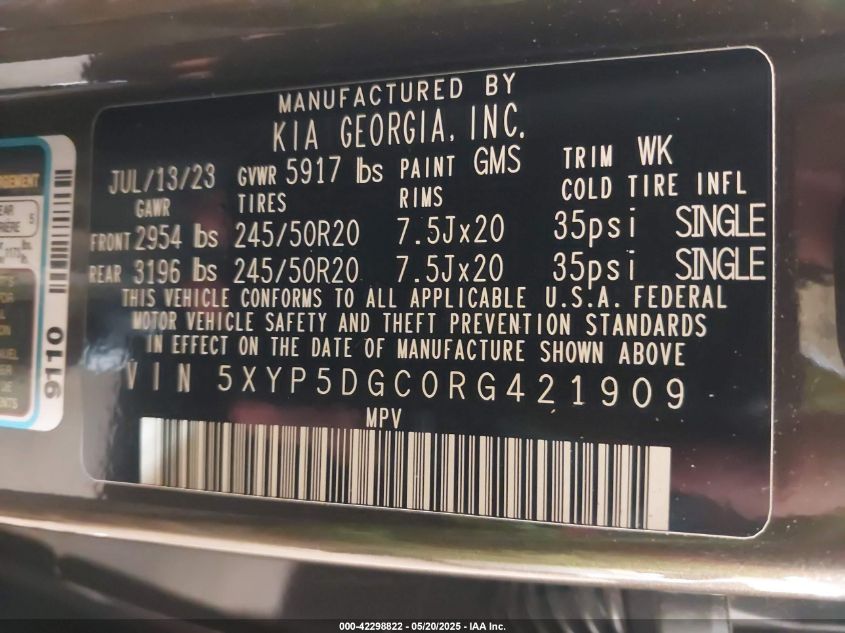 MANUFACTURED BY
KIA GEORGIA, INC.
JUL/13/23 GVWR 5917 lbs PAINT GMS TRIM WK
GAWR TIRES RIMS COLD TIRE INFL
FRONT 2954 lbs 245/50R20 7.5Jx20 35psi SINGLE
REAR 3196 lbs 245/50R20 7.5Jx20 35psi SINGLE
THIS VEHICLE CONFORMS TO ALL APPLICABLE U.S.A. FEDERAL
MOTOR VEHICLE SAFETY AND THEFT PREVENTION STANDARDS
IN EFFECT ON THE DATE OF MANUFACTURE SHOWN ABOVE
VIN 5XYP5DGC0RG421909
MPV
9110
000-42298822 - 05/20/2025 - IAA Inc.